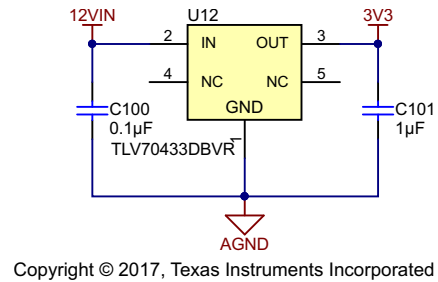 12VIN U12 3V3
2 IN OUT 3
4 NC NC 5
GND
C100 C101
0.1µF 1µF
TLV70433DBVR 1
AGND
Copyright © 2017, Texas Instruments Incorporated